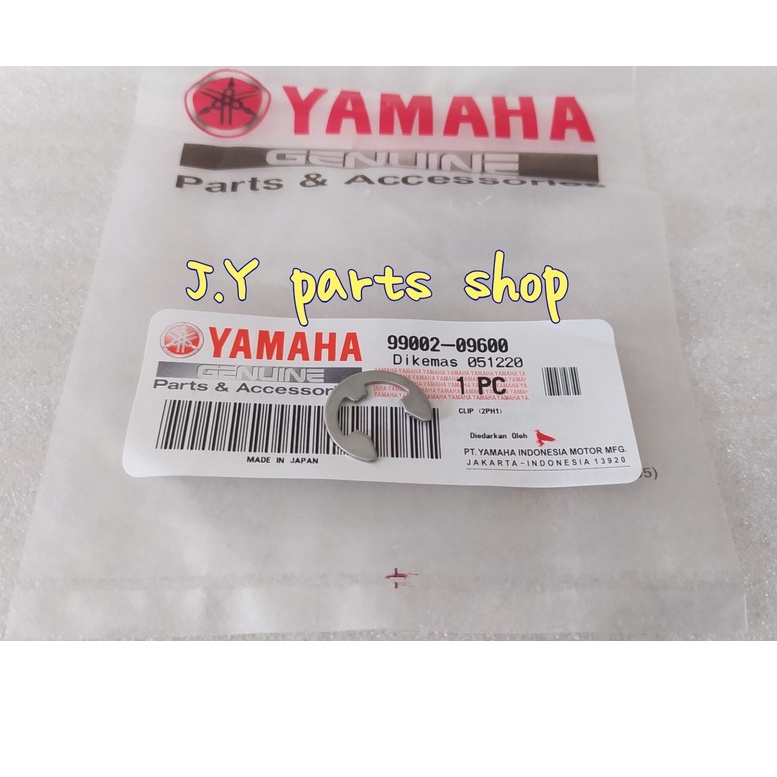 YAMAHA
GENUINE
Parts & Accessories
J.Y parts shop
YAMAHA
GENUINE
Parts & Accessor
99002-09600
Dikemas 051220
1 PC
CLIP (2PH1)
MADE IN JAPAN
Diedarkan Oleh
PT. YAMAHA INDONESIA MOTOR MFG.
JAKARTA-INDONESIA 13920